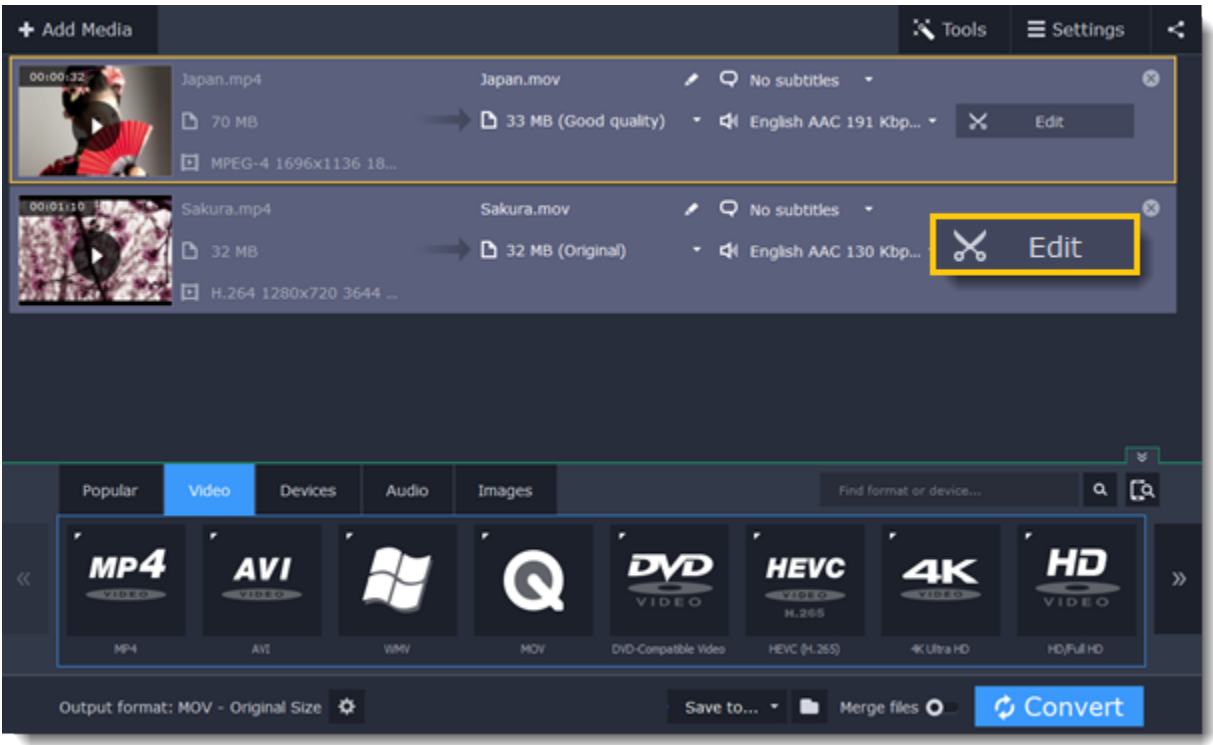 Add Media
Tools
Settings
00:00:32
Japan.mp4
Japan.mov
No subtitles
70 MB
33 MB (Good quality)
English AAC 191 Kbp...
Edit
MPEG-4 1696x1136 18...
00:01:10
Sakura.mp4
Sakura.mov
No subtitles
32 MB
32 MB (Original)
English AAC 130 Kbp...
Edit
H.264 1280x720 3644 ...
Popular
Video
Devices
Audio
Images
Find format or device...
MP4
VIDEO
AVI
VIDEO
DVD
VIDEO
HEVC
VIDEO
H.265
4K
VIDEO
HD
VIDEO
MP4
AVI
WMV
MOV
DVD-Compatible Video
HEVC (H.265)
4K Ultra HD
HD/Full HD
Output format: MOV - Original Size
Save to...
Merge files
Convert